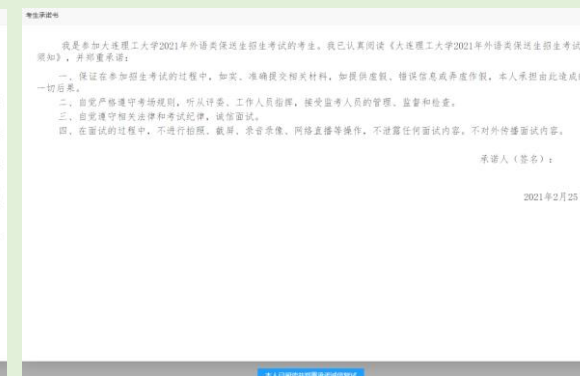 考生承诺书
我是参加大连理工大学2021年外语类保送生招生考试的考生。我已认真阅读《大连理工大学2021年外语类保送生招生考试
须知》，并郑重承诺：
一、保证在参加招生考试的过程中，如实、准确提交相关材料，如提供虚假、错误信息或弄虚作假，本人承担由此造成的
一切后果。
二、自觉严格遵守考场规则，听从评委、工作人员指挥，接受监考人员的管理、监督和检查。
三、自觉遵守相关法律和考试纪律，诚信面试。
四、在面试的过程中，不进行拍照、截屏、录音录像、网络直播等操作，不泄露任何面试内容。不对外传播面试内容。
承诺人（签名）：
2021年2月25